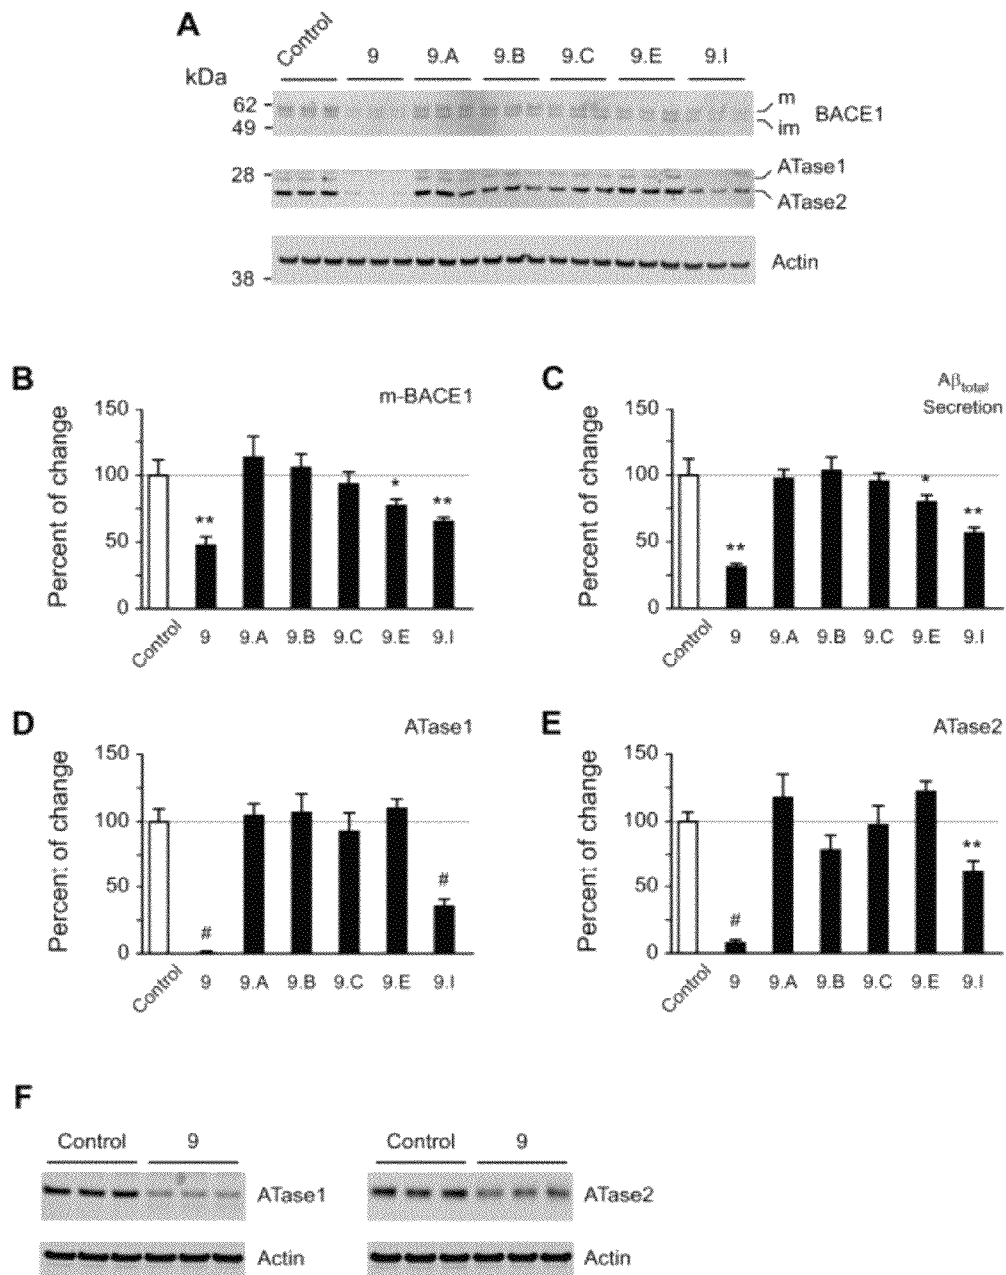 A
Control 9 9.A 9.B 9.C 9.E 9.I
kDa
62
49
m
im
BACE1
28
ATase1
ATase2
38
Actin
B
m-BACE1
Percent of change
150
100
50
0
** * **
Control 9 9.A 9.B 9.C 9.E 9.I
C
Aβtotal
Secretion
Percent of change
150
100
50
0
** * **
Control 9 9.A 9.B 9.C 9.E 9.I
D
ATase1
Percent of change
150
100
50
0
# #
Control 9 9.A 9.B 9.C 9.E 9.I
E
ATase2
Percent of change
150
100
50
0
# **
Control 9 9.A 9.B 9.C 9.E 9.I
F
Control 9
ATase1
Actin
Control 9
ATase2
Actin